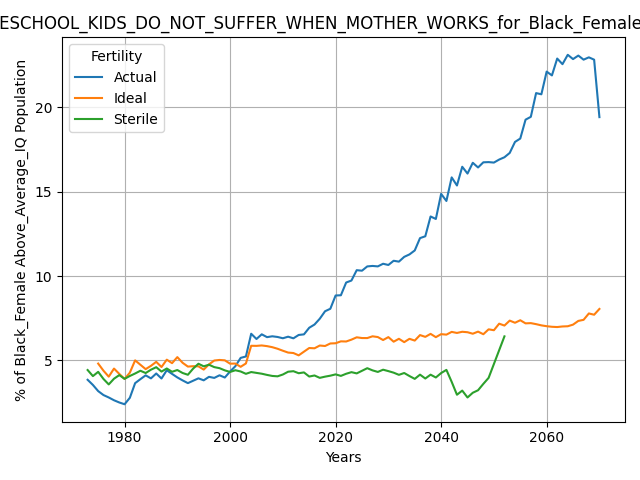 ESCHOOL_KIDS_DO_NOT_SUFFER_WHEN_MOTHER_WORKS_for_Black_Female
% of Black_Female Above_Average_IQ Population
Fertility
Actual
Ideal
Sterile
20
15
10
5
1980 2000 2020 2040 2060
Years